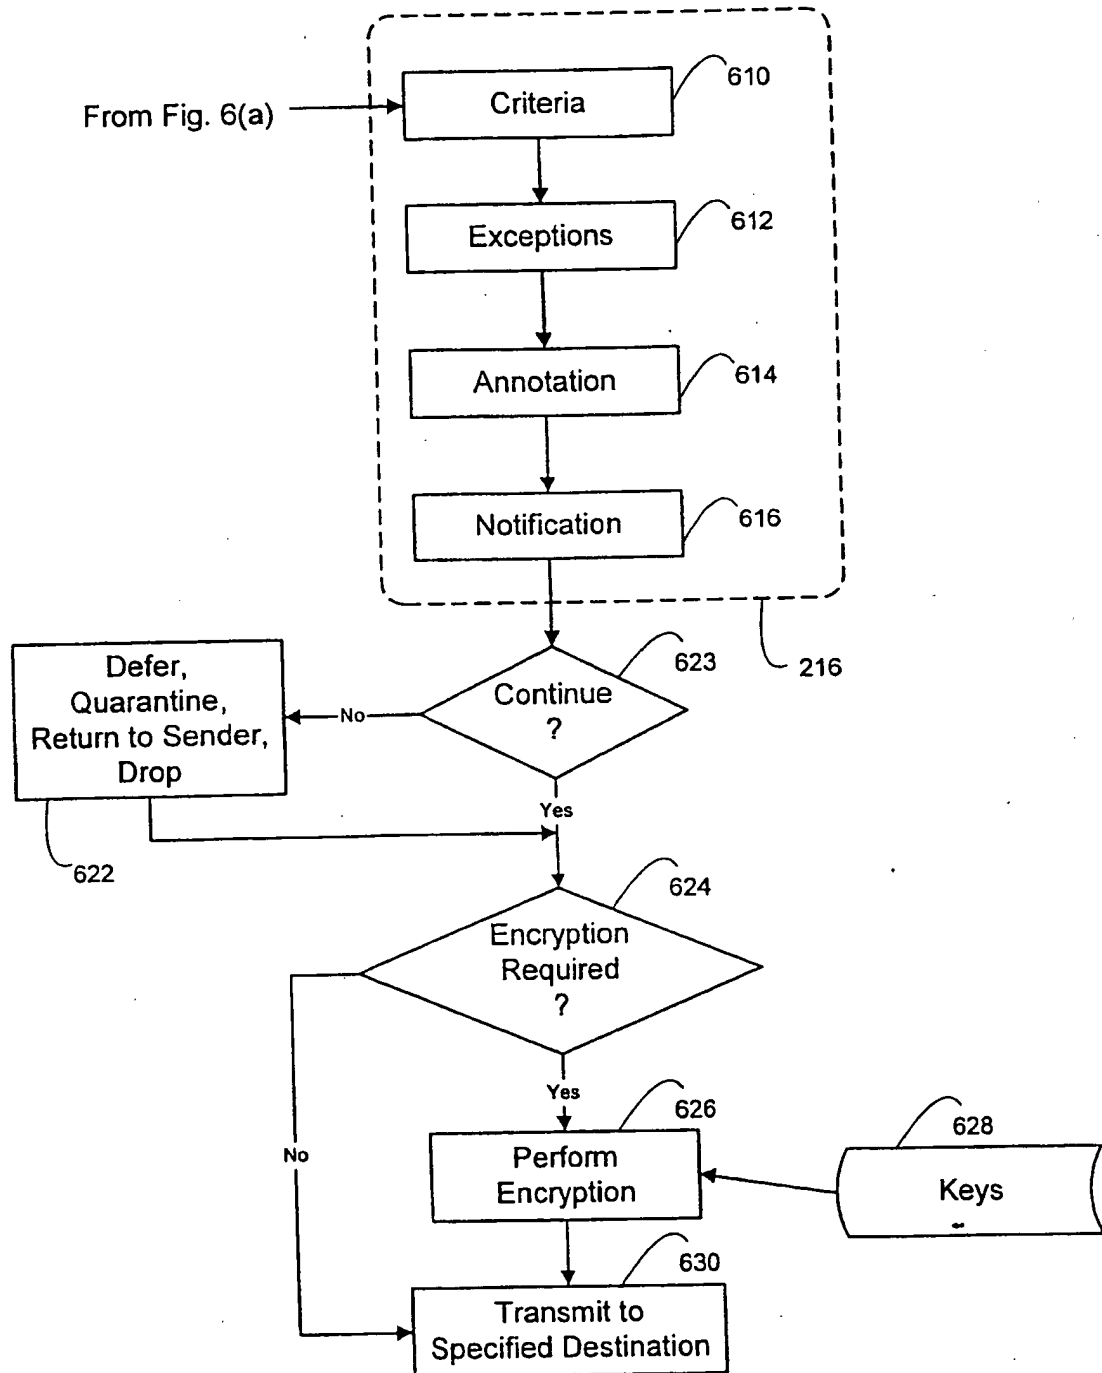 610
From Fig. 6(a)
Criteria
612
Exceptions
614
Annotation
616
Notification
216
623
Continue
?
No
Defer,
Quarantine,
Return to Sender,
Drop
622
Yes
624
Encryption
Required
?
Yes
No
626
Perform
Encryption
628
Keys
630
Transmit to
Specified Destination